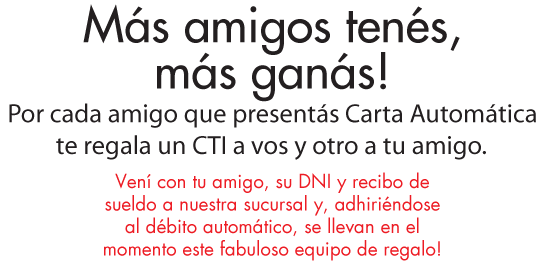 Más amigos tenés,
más ganás!
Por cada amigo que presentás Carta Automática
te regala un CTI a vos y otro a tu amigo.
Vení con tu amigo, su DNI y recibo de
sueldo a nuestra sucursal y, adhiriéndose
al débito automático, se llevan en el
momento este fabuloso equipo de regalo!